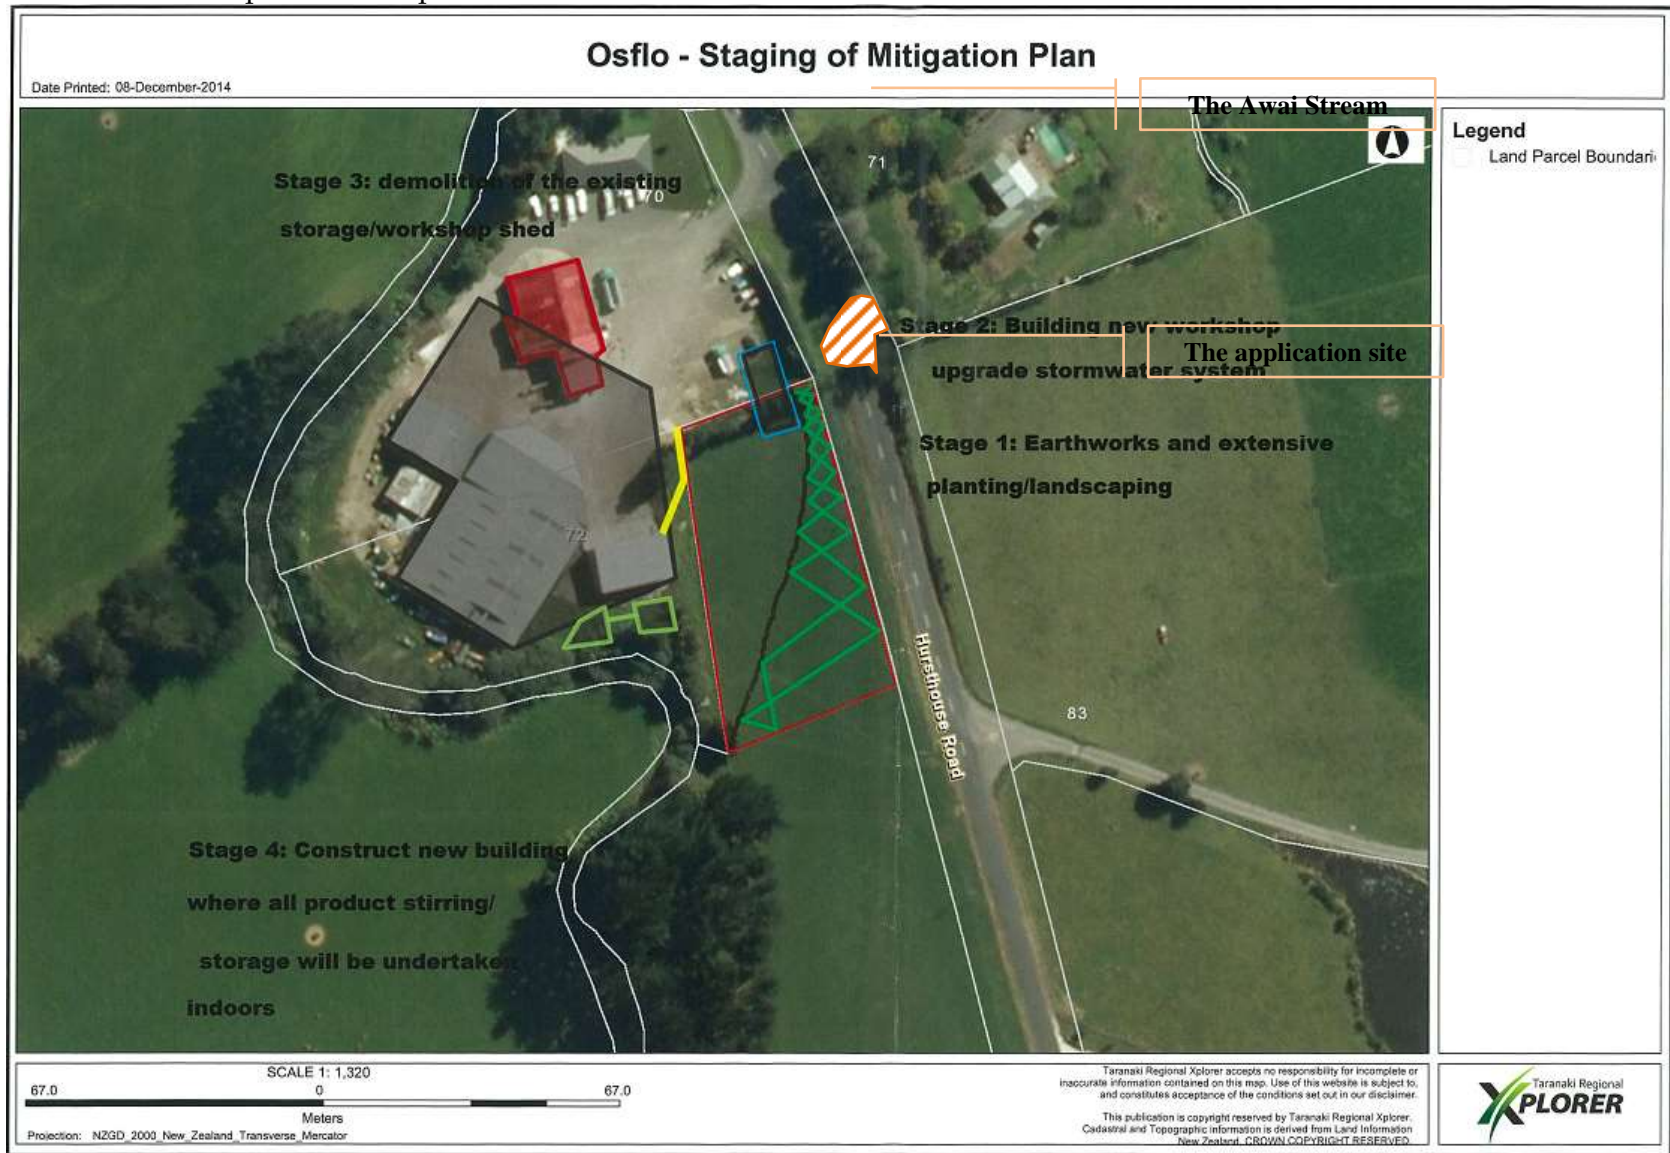 Osflo - Staging of Mitigation Plan
Date Printed: 08-December-2014
The Awai Stream
Legend
Land Parcel Boundari
71
70
Stage 3: demolition of the existing
storage/workshop shed
Stage 2: Building new workshop
The application site
upgrade stormwater system
Stage 1: Earthworks and extensive
planting/landscaping
72
Hursthouse Road
83
Stage 4: Construct new building
where all product stirring/
storage will be undertaken
indoors
SCALE 1: 1,320
67.0 0 67.0
Meters
Projection: NZGD_2000_New_Zealand_Transverse_Mercator
Taranaki Regional Xplorer accepts no responsibility for incomplete or
inaccurate information contained on this map. Use of this website is subject to,
and constitutes acceptance of the conditions set out in our disclaimer.
This publication is copyright reserved by Taranaki Regional Xplorer.
Cadastral and Topographic information is derived from Land Information
New Zealand. CROWN COPYRIGHT RESERVED.
Taranaki Regional
XPLORER